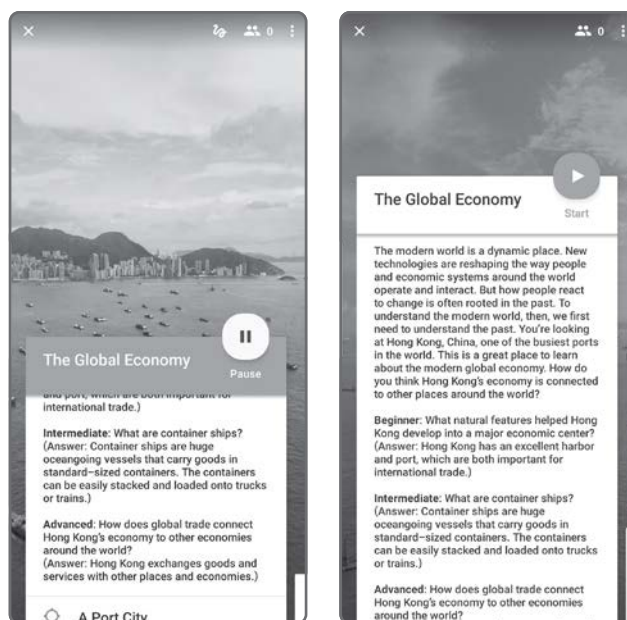 0
The Global Economy
Pause
and port, which are both important for
international trade.)
Intermediate: What are container ships?
(Answer: Container ships are huge
oceangoing vessels that carry goods in
standard–sized containers. The containers
can be easily stacked and loaded onto trucks
or trains.)
Advanced: How does global trade connect
Hong Kong's economy to other economies
around the world?
(Answer: Hong Kong exchanges goods and
services with other places and economies.)
A Port City
0
The Global Economy
Start
The modern world is a dynamic place. New
technologies are reshaping the way people
and economic systems around the world
operate and interact. But how people react
to change is often rooted in the past. To
understand the modern world, then, we first
need to understand the past. You're looking
at Hong Kong, China, one of the busiest ports
in the world. This is a great place to learn
about the modern global economy. How do
you think Hong Kong's economy is connected
to other places around the world?
Beginner: What natural features helped Hong
Kong develop into a major economic center?
(Answer: Hong Kong has an excellent harbor
and port, which are both important for
international trade.)
Intermediate: What are container ships?
(Answer: Container ships are huge
oceangoing vessels that carry goods in
standard–sized containers. The containers
can be easily stacked and loaded onto trucks
or trains.)
Advanced: How does global trade connect
Hong Kong's economy to other economies
around the world?